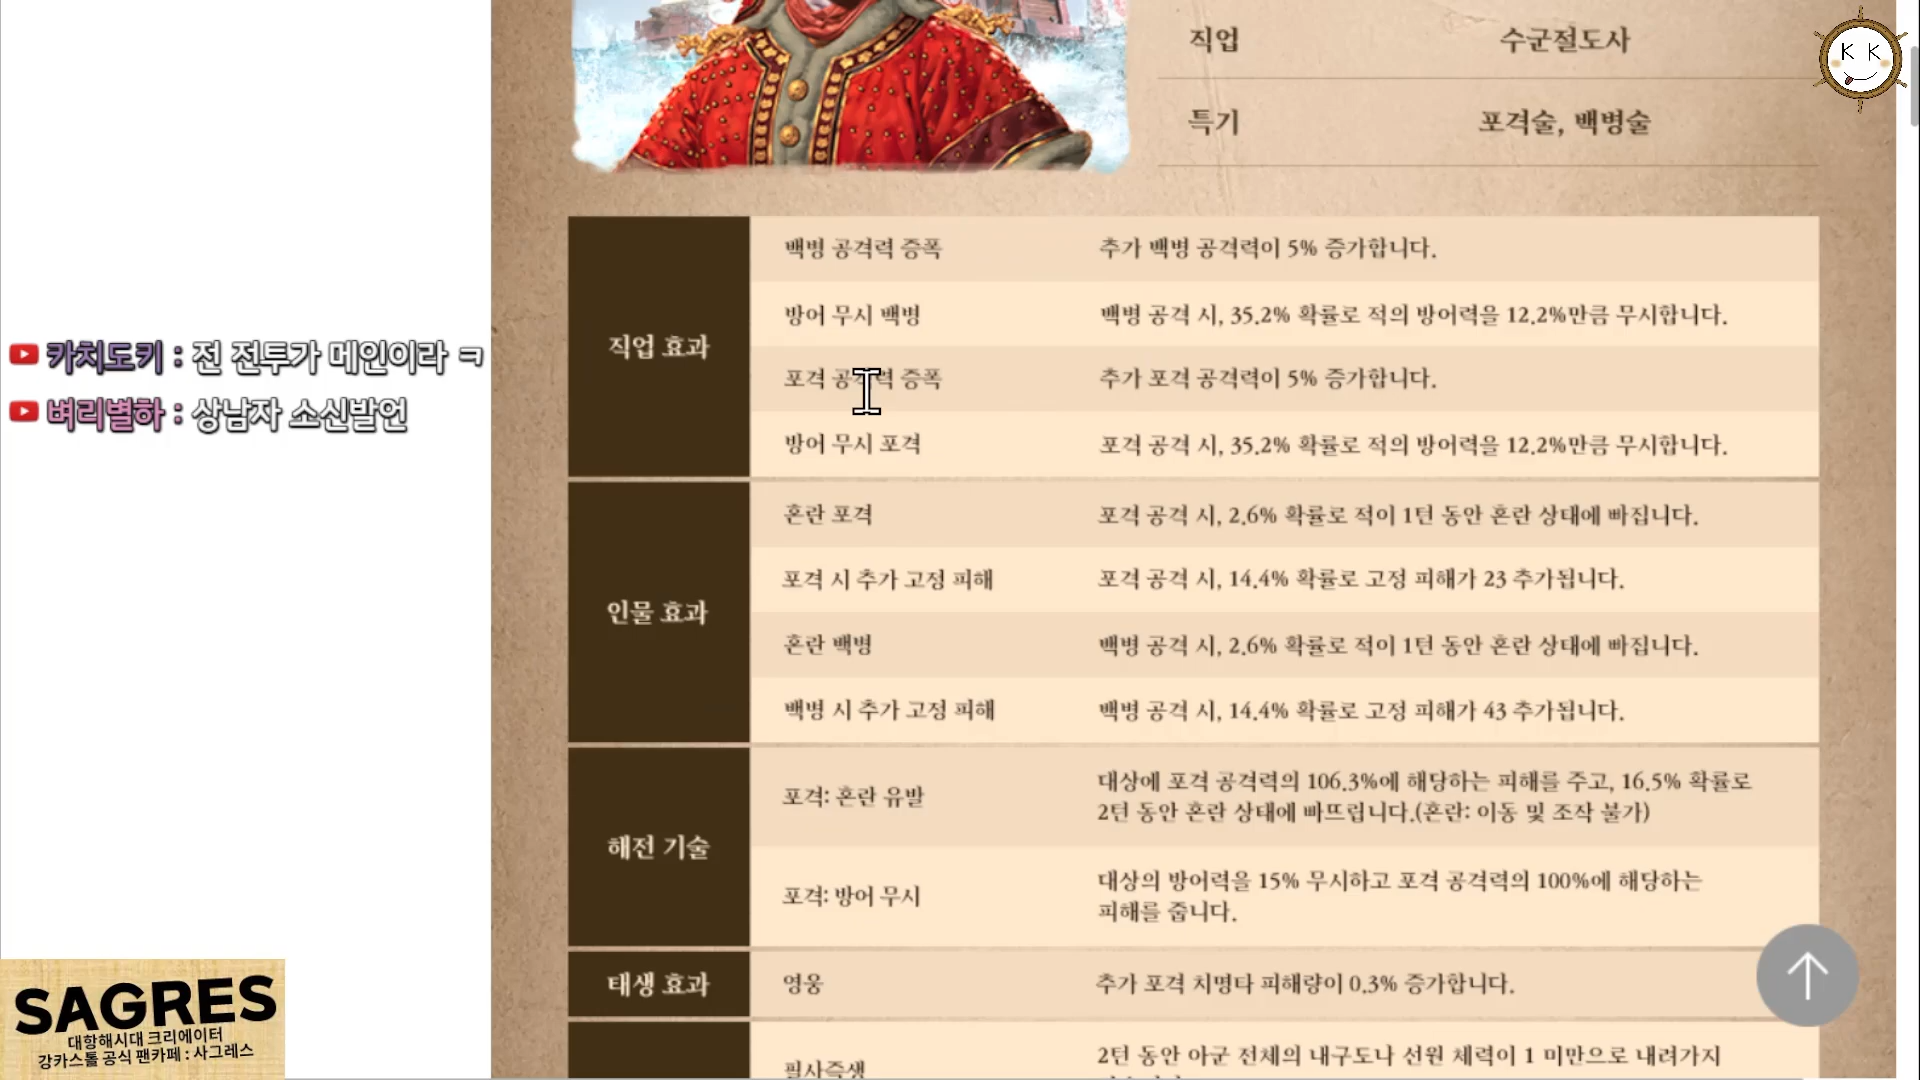 직업 수군절도사
특기 포격술, 백병술
직업 효과
백병 공격력 증폭 추가 백병 공격력이 5% 증가합니다.
방어 무시 백병 백병 공격 시, 35.2% 확률로 적의 방어력을 12.2%만큼 무시합니다.
포격 공격력 증폭 추가 포격 공격력이 5% 증가합니다.
방어 무시 포격 포격 공격 시, 35.2% 확률로 적의 방어력을 12.2%만큼 무시합니다.
인물 효과
혼란 포격 포격 공격 시, 2.6% 확률로 적이 1턴 동안 혼란 상태에 빠집니다.
포격 시 추가 고정 피해 포격 공격 시, 14.4% 확률로 고정 피해가 23 추가됩니다.
혼란 백병 백병 공격 시, 2.6% 확률로 적이 1턴 동안 혼란 상태에 빠집니다.
백병 시 추가 고정 피해 백병 공격 시, 14.4% 확률로 고정 피해가 43 추가됩니다.
해전 기술
포격: 혼란 유발 대상에 포격 공격력의 106.3%에 해당하는 피해를 주고, 16.5% 확률로
2턴 동안 혼란 상태에 빠뜨립니다.(혼란: 이동 및 조작 불가)
포격: 방어 무시 대상의 방어력을 15% 무시하고 포격 공격력의 100%에 해당하는
피해를 줍니다.
태생 효과
영웅 추가 포격 치명타 피해량이 0.3% 증가합니다.
필사즉생 2턴 동안 아군 전체의 내구도나 선원 체력이 1 미만으로 내려가지
카치도키 : 전 전투가 메인이라 ㅋ
벼리별하 : 상남자 소신발언
SAGRES
대항해시대 크리에이터
강카스톨 공식 팬카페 : 사그레스
K K